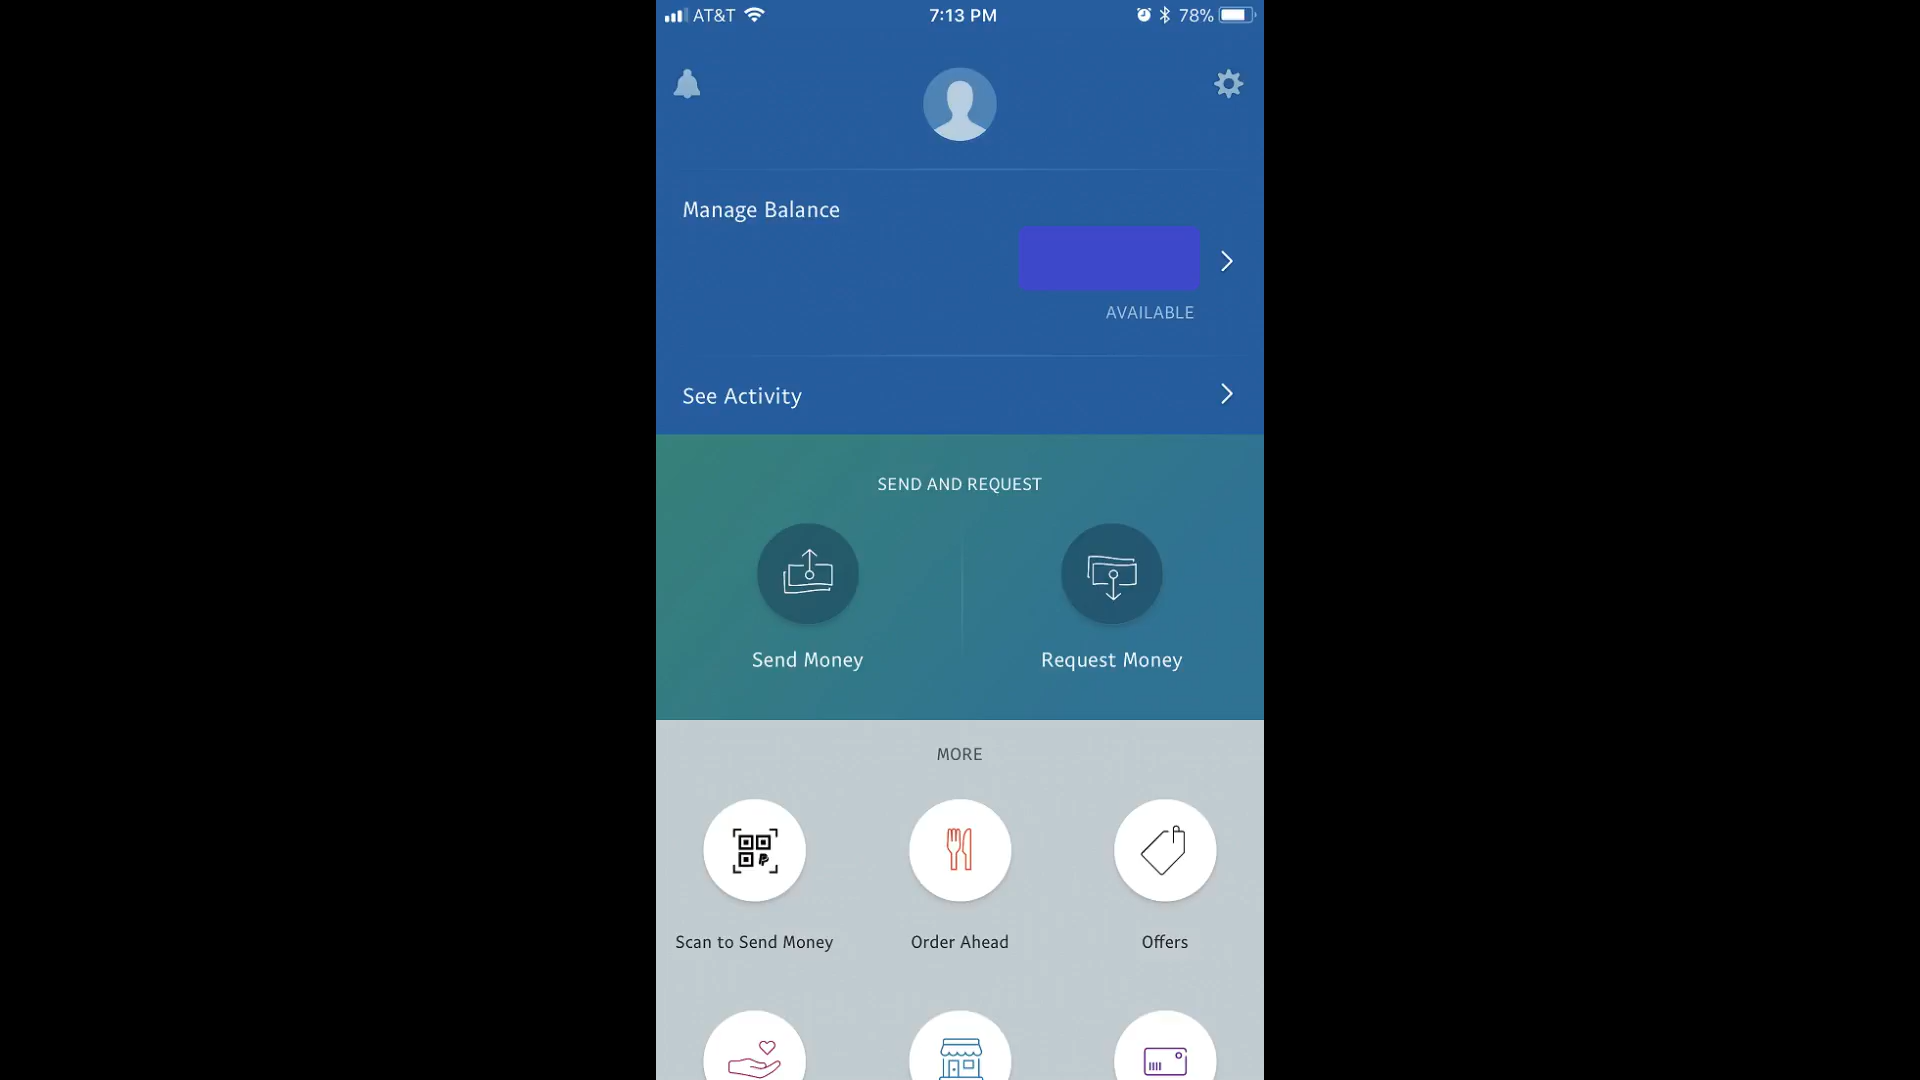 AT&T 7:13 PM 78%
Manage Balance
AVAILABLE
See Activity
SEND AND REQUEST
Send Money Request Money
MORE
Scan to Send Money Order Ahead Offers